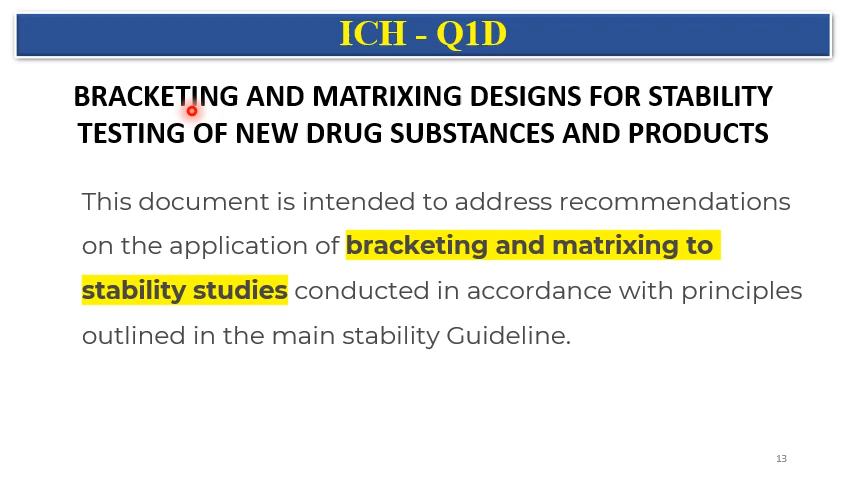 ICH - Q1D
BRACKETING AND MATRIXING DESIGNS FOR STABILITY
TESTING OF NEW DRUG SUBSTANCES AND PRODUCTS
This document is intended to address recommendations
on the application of bracketing and matrixing to
stability studies conducted in accordance with principles
outlined in the main stability Guideline.
13